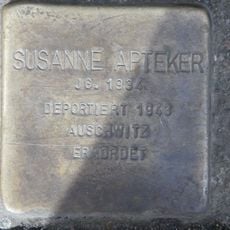 SUSANNE APTEKER
JG. 1934
DEPORTIERT 1943
AUSCHWITZ
ERMORDET